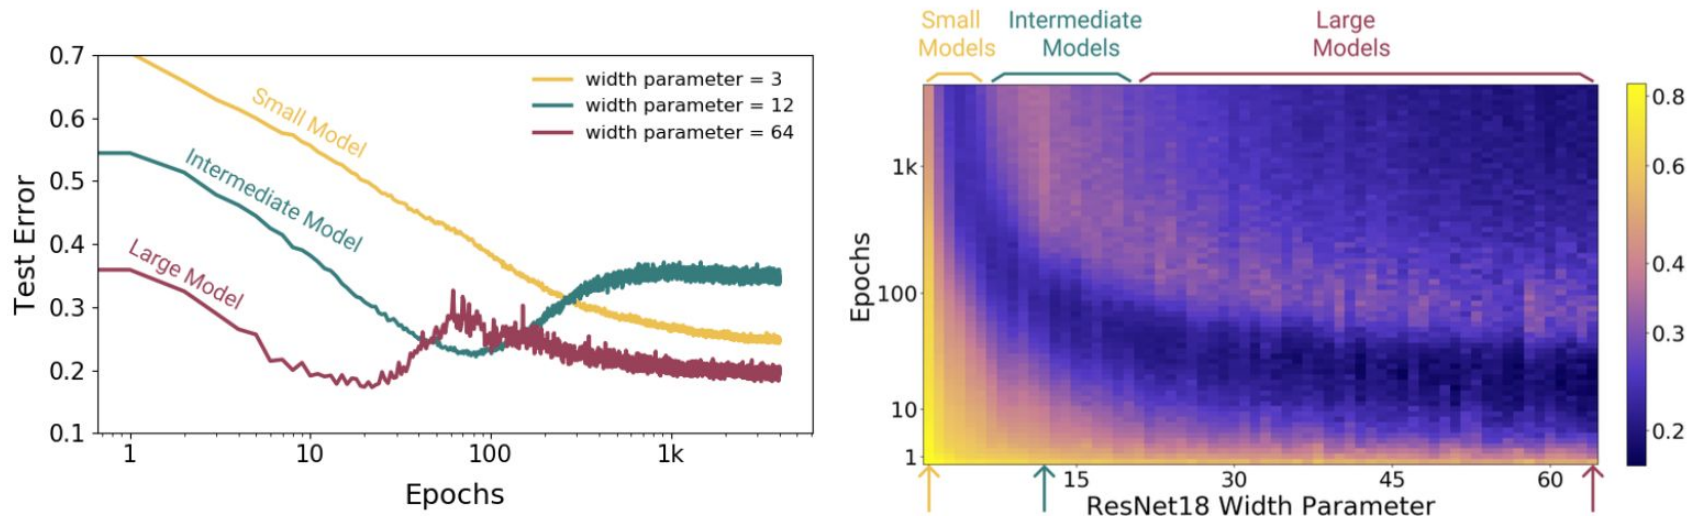 0.7
0.6
0.5
0.4
0.3
0.2
0.1
Test Error
1
10
100
1k
Epochs
width parameter = 3
width parameter = 12
width parameter = 64
Small Model
Intermediate Model
Large Model
Small
Models
Intermediate
Models
Large
Models
1k
100
10
1
Epochs
15
30
45
60
ResNet18 Width Parameter
0.8
0.6
0.4
0.3
0.2